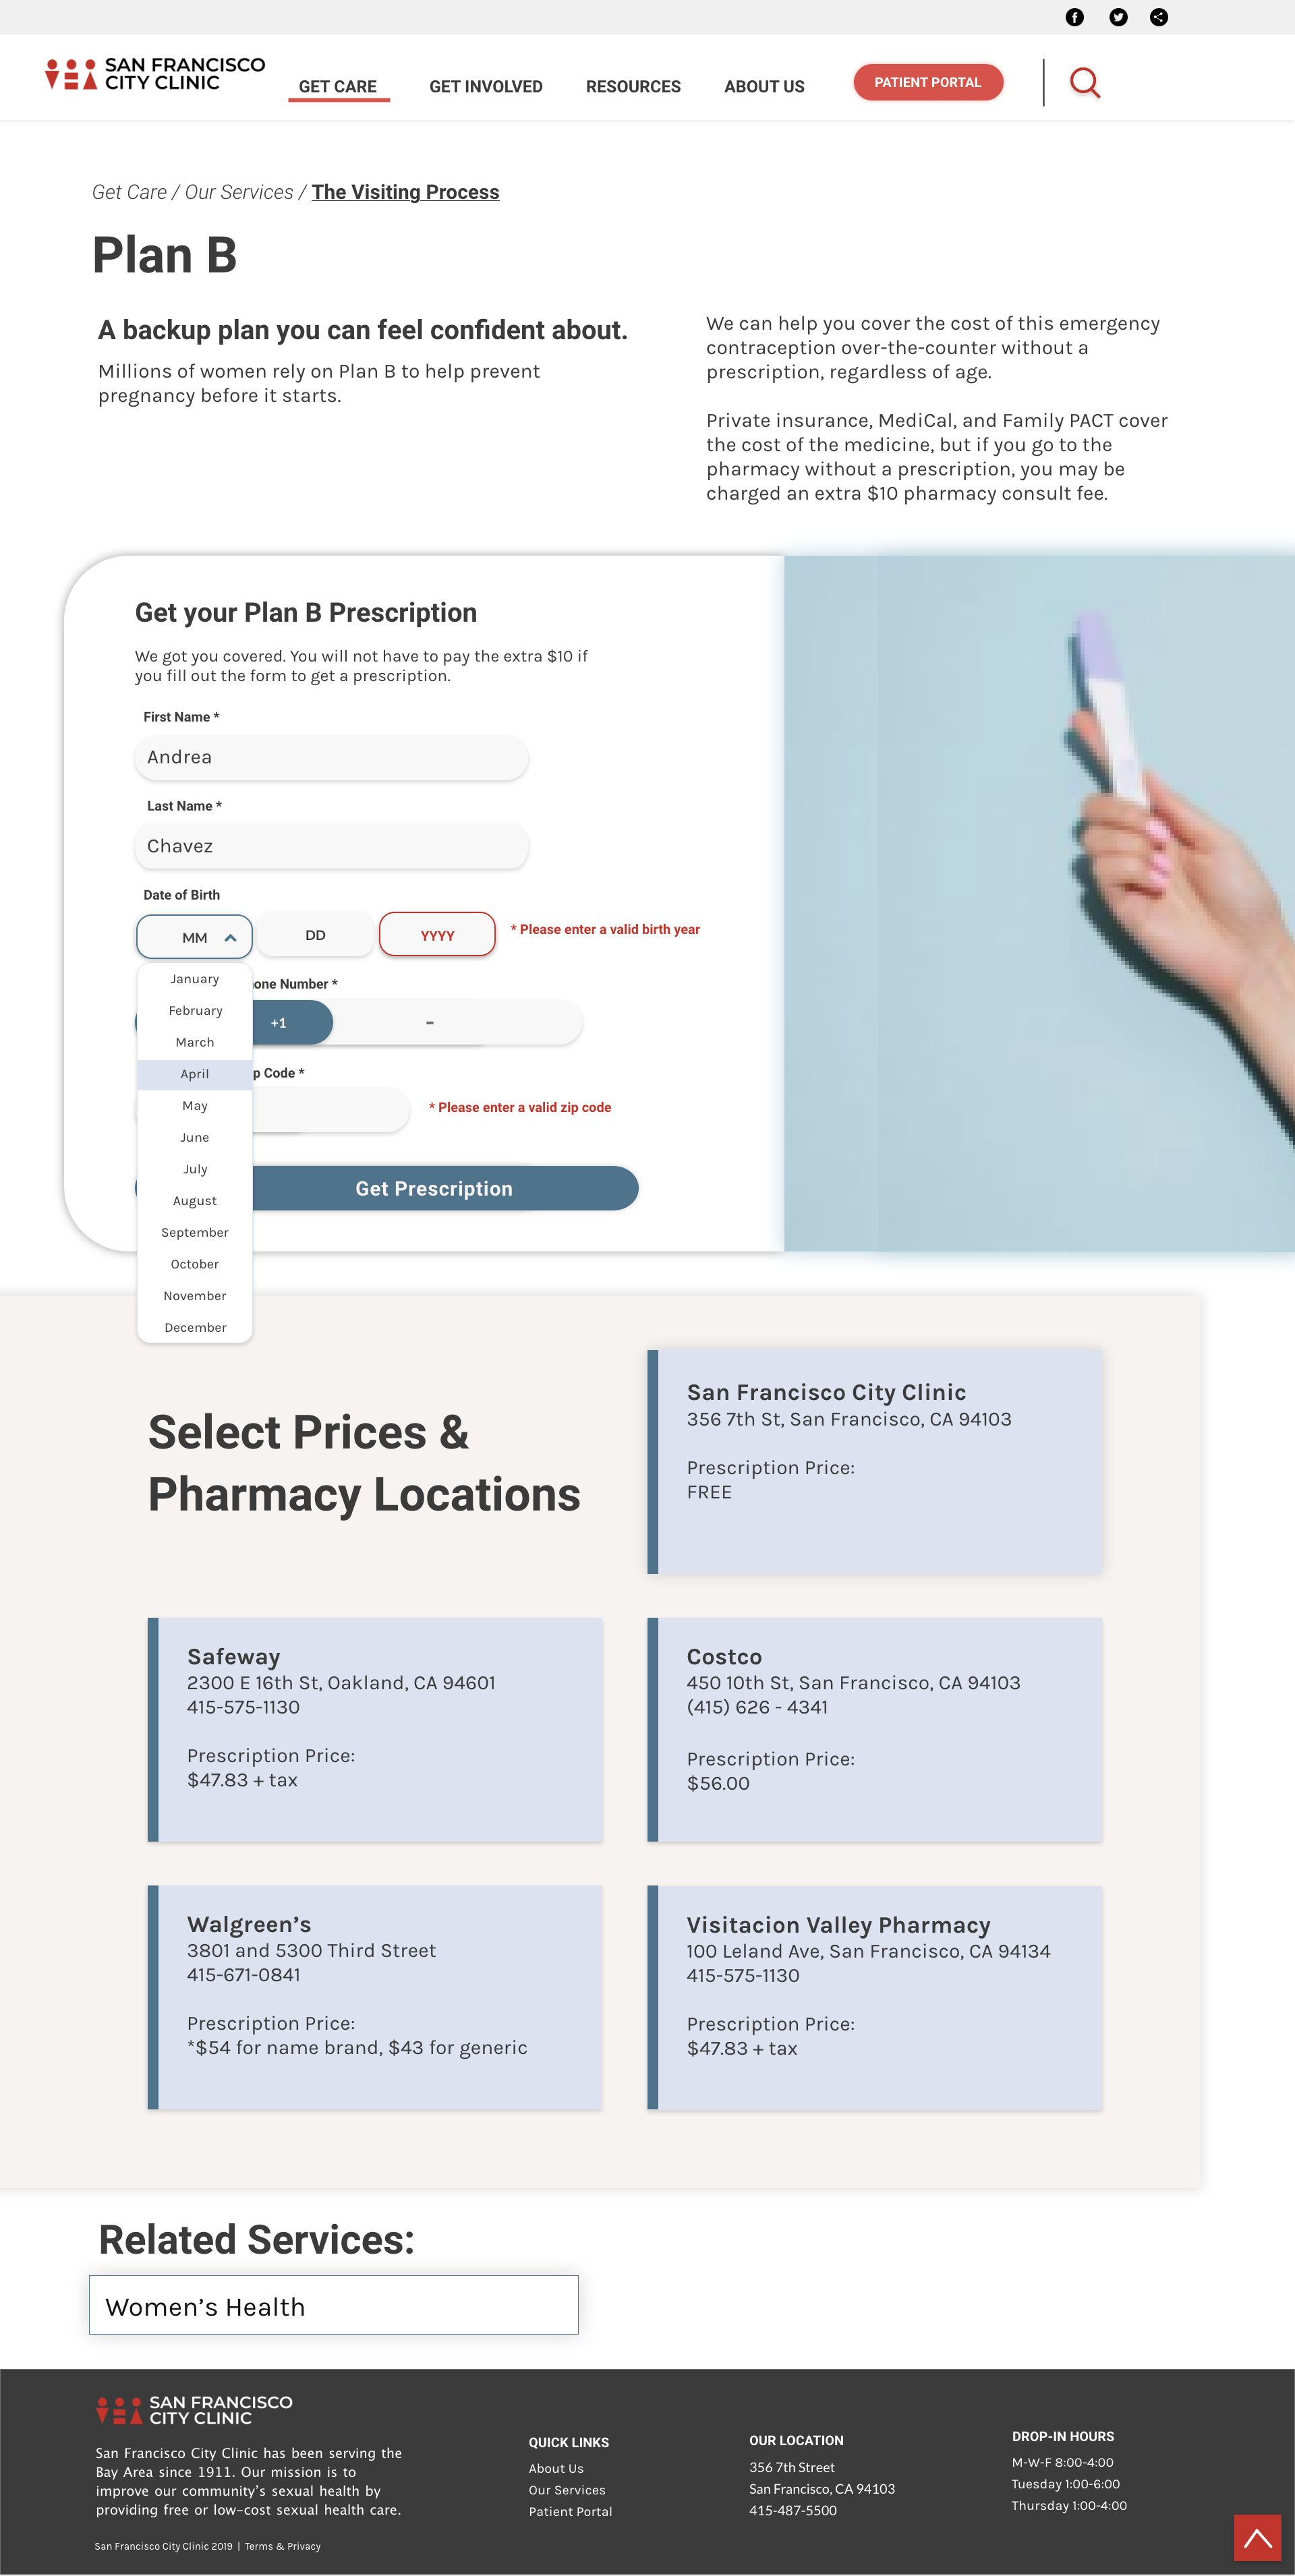 SAN FRANCISCO
CITY CLINIC
GET CARE
GET INVOLVED
RESOURCES
ABOUT US
PATIENT PORTAL
Get Care / Our Services / The Visiting Process
Plan B
A backup plan you can feel confident about.
Millions of women rely on Plan B to help prevent
pregnancy before it starts.
We can help you cover the cost of this emergency
contraception over-the-counter without a
prescription, regardless of age.
Private insurance, MediCal, and Family PACT cover
the cost of the medicine, but if you go to the
pharmacy without a prescription, you may be
charged an extra $10 pharmacy consult fee.
Get your Plan B Prescription
We got you covered. You will not have to pay the extra $10 if
you fill out the form to get a prescription.
First Name *
Andrea
Last Name *
Chavez
Date of Birth
MM
DD
YYYY
* Please enter a valid birth year
January
February
March
April
May
June
July
August
September
October
November
December
one Number *
+1
-
p Code *
* Please enter a valid zip code
Get Prescription
Select Prices &
Pharmacy Locations
San Francisco City Clinic
356 7th St, San Francisco, CA 94103
Prescription Price:
FREE
Safeway
2300 E 16th St, Oakland, CA 94601
415-575-1130
Prescription Price:
$47.83 + tax
Costco
450 10th St, San Francisco, CA 94103
(415) 626 - 4341
Prescription Price:
$56.00
Walgreen’s
3801 and 5300 Third Street
415-671-0841
Prescription Price:
*$54 for name brand, $43 for generic
Visitacion Valley Pharmacy
100 Leland Ave, San Francisco, CA 94134
415-575-1130
Prescription Price:
$47.83 + tax
Related Services:
Women’s Health
SAN FRANCISCO
CITY CLINIC
San Francisco City Clinic has been serving the
Bay Area since 1911. Our mission is to
improve our community’s sexual health by
providing free or low-cost sexual health care.
San Francisco City Clinic 2019 | Terms & Privacy
QUICK LINKS
About Us
Our Services
Patient Portal
OUR LOCATION
356 7th Street
San Francisco, CA 94103
415-487-5500
DROP-IN HOURS
M-W-F 8:00-4:00
Tuesday 1:00-6:00
Thursday 1:00-4:00